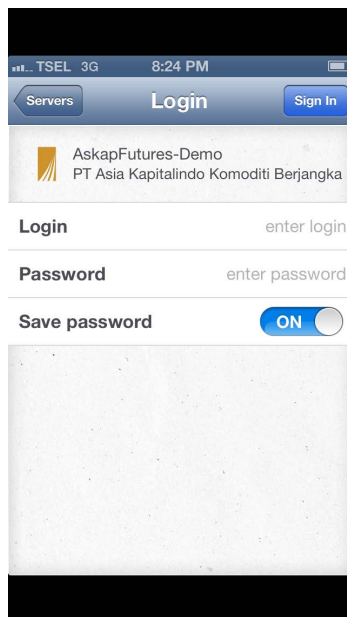 TSEL 3G 8:24 PM
Servers Login Sign In
AskapFutures-Demo
PT Asia Kapitalindo Komoditi Berjangka
Login enter login
Password enter password
Save password ON